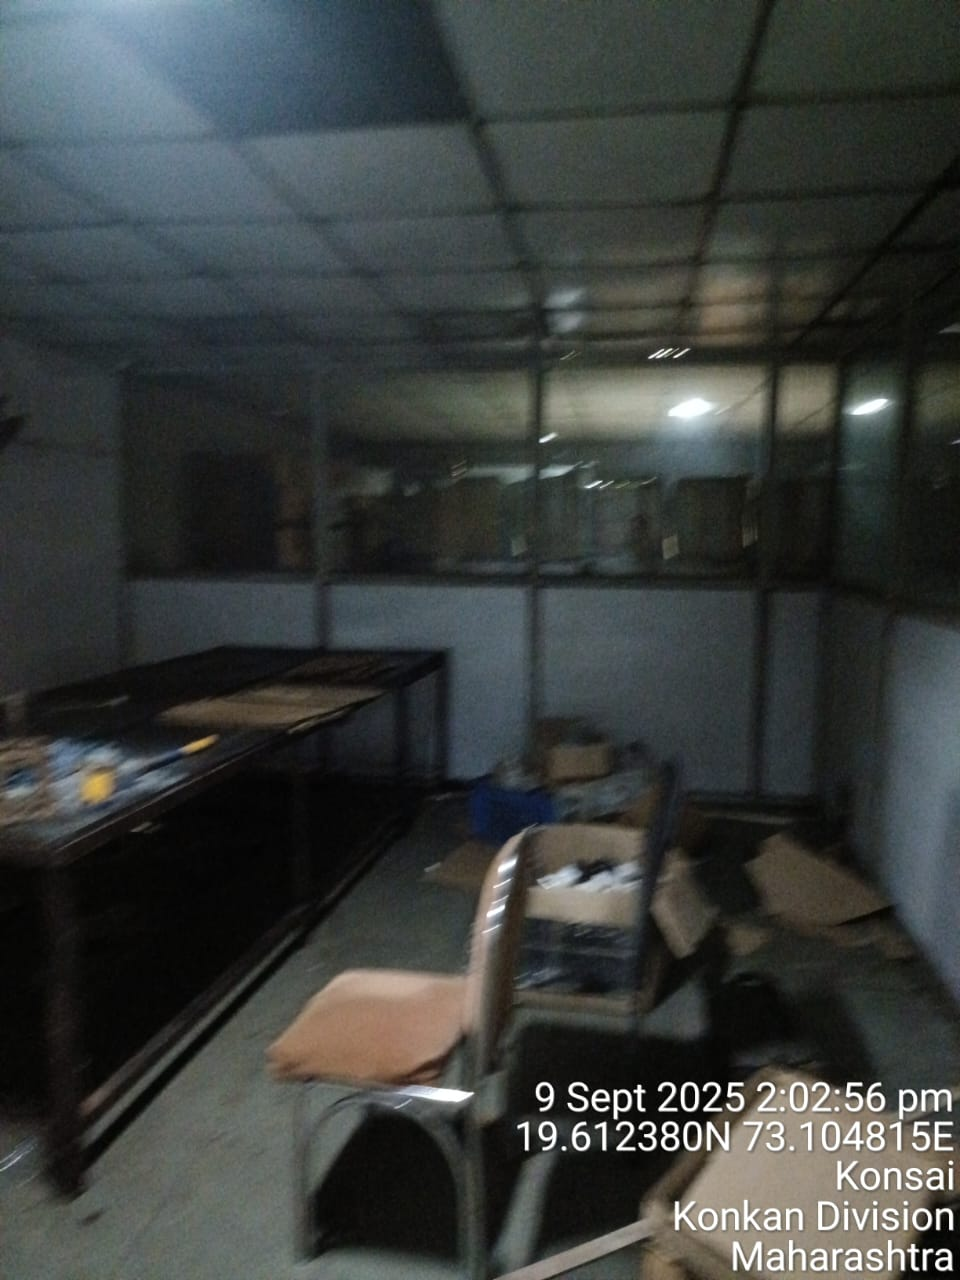 9 Sept 2025 2:02:56 pm
19.612380N 73.104815E
Konsai
Konkan Division
Maharashtra